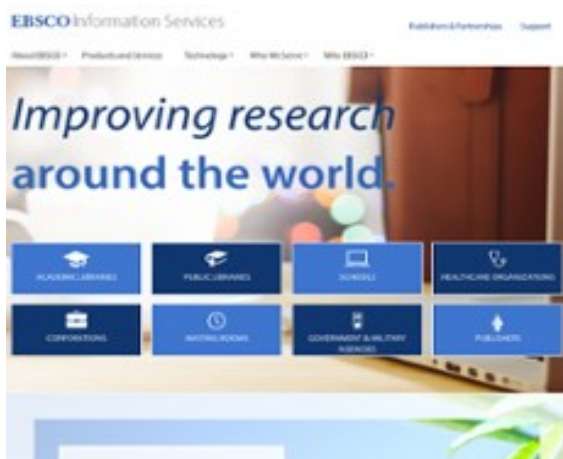 EBSCO Information Services
Publishers & Partnerships Support
About EBSCO Products and Services Technology Who We Serve Why EBSCO
Improving research
around the world.
ACADEMIC LIBRARIES PUBLIC LIBRARIES SCHOOLS HEALTHCARE ORGANIZATIONS
CORPORATIONS WAITING ROOMS GOVERNMENT & MILITARY AGENCIES PUBLISHERS